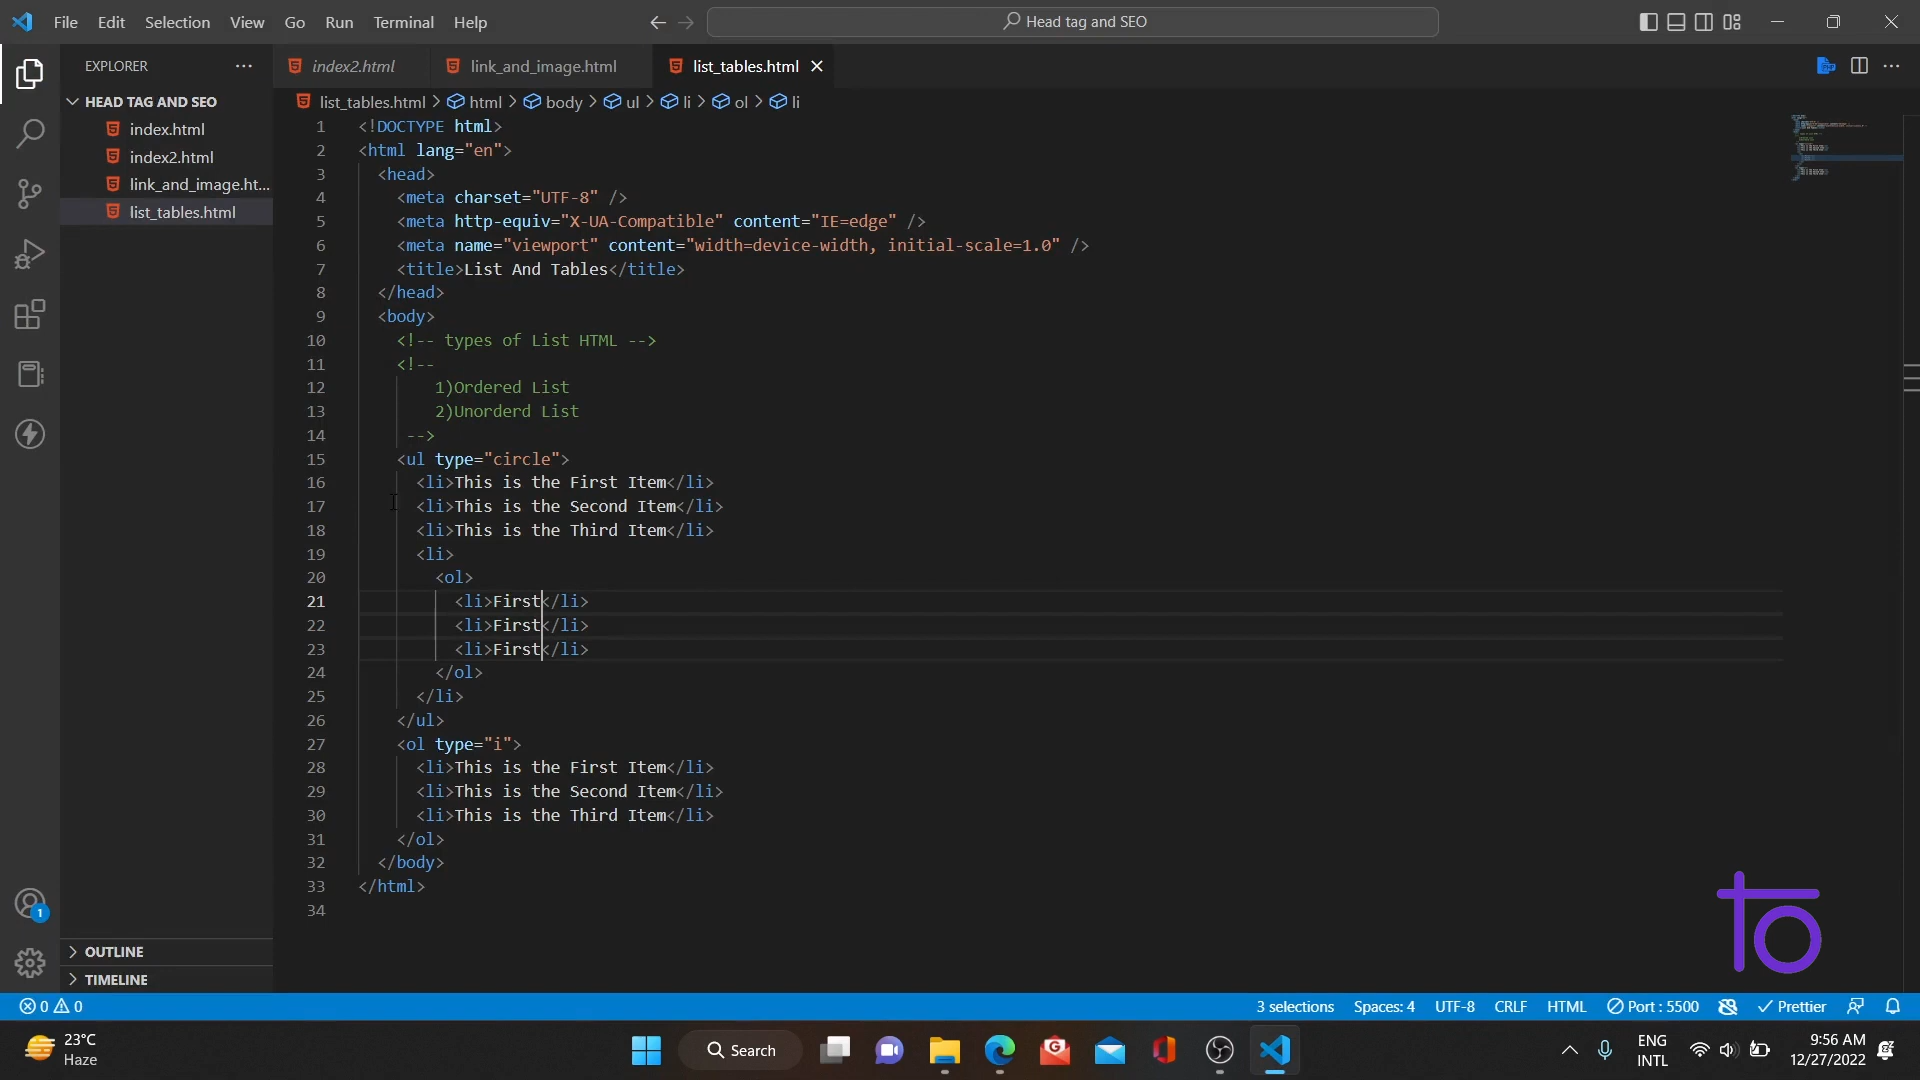 File Edit Selection View Go Run Terminal Help
Head tag and SEO
EXPLORER
index2.html link_and_image.html list_tables.html
HEAD TAG AND SEO
index.html
index2.html
link_and_image.ht...
list_tables.html
list_tables.html > html > body > ul > li > ol > li
1 <!DOCTYPE html>
2 <html lang="en">
3 <head>
4 <meta charset="UTF-8" />
5 <meta http-equiv="X-UA-Compatible" content="IE=edge" />
6 <meta name="viewport" content="width=device-width, initial-scale=1.0" />
7 <title>List And Tables</title>
8 </head>
9 <body>
10 <!-- types of List HTML -->
11 <!--
12 1)Ordered List
13 2)Unorderd List
14 -->
15 <ul type="circle">
16 <li>This is the First Item</li>
17 <li>This is the Second Item</li>
18 <li>This is the Third Item</li>
19 <li>
20 <ol>
21 <li>First</li>
22 <li>First</li>
23 <li>First</li>
24 </ol>
25 </li>
26 </ul>
27 <ol type="i">
28 <li>This is the First Item</li>
29 <li>This is the Second Item</li>
30 <li>This is the Third Item</li>
31 </ol>
32 </body>
33 </html>
34
1
OUTLINE
TIMELINE
0 0
3 selections Spaces: 4 UTF-8 CRLF HTML Port : 5500 Prettier
23°C
Haze
Search
ENG
INTL
9:56 AM
12/27/2022